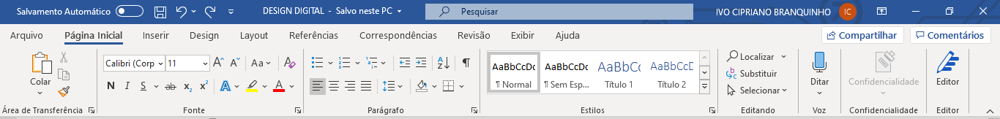 Salvamento Automático DESIGN DIGITAL - Salvo neste PC Pesquisar IVO CIPRIANO BRANQUINHO IC
Arquivo Página Inicial Inserir Design Layout Referências Correspondências Revisão Exibir Ajuda Compartilhar Comentários
Colar
Calibri (Corp 11 A A Aa A
N I S ab x₂ x² A A
AaBbCcDc AaBbCcDc AaBbCc AaBbCcD
¶ Normal ¶ Sem Esp... Título 1 Título 2
Localizar
Substituir
Selecionar
Ditar
Confidencialidade
Editor
Área de Transferência Fonte Parágrafo Estilos Editando Voz Confidencialidade Editor